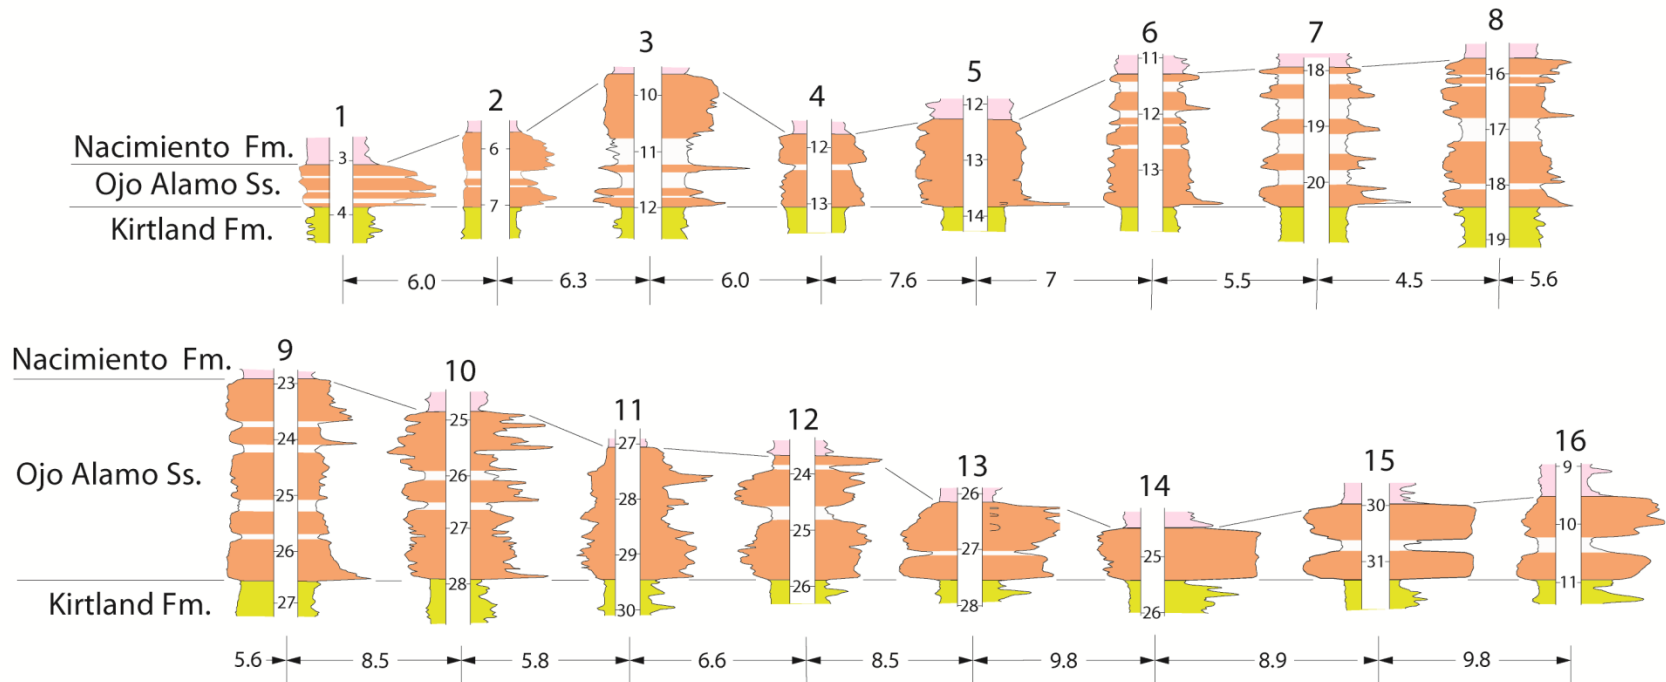 1 2 3 4 5 6 7 8
Nacimiento Fm.
Ojo Alamo Ss.
Kirtland Fm.
3 4
6 7
10 11 12
12 13
12 13 14
11 12 13
18 19 20
16 17 18 19
6.0 6.3 6.0 7.6 7 5.5 4.5 5.6
9 10 11 12 13 14 15 16
Nacimiento Fm.
Ojo Alamo Ss.
Kirtland Fm.
23 24 25 26 27
25 26 27 28
27 28 29 30
24 25 26
26 27 28
25 26
30 31
9 10 11
5.6 8.5 5.8 6.6 8.5 9.8 8.9 9.8